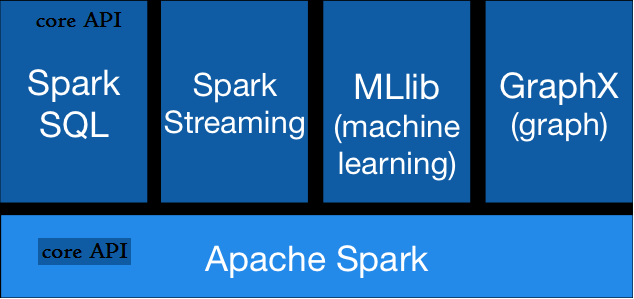 core API
Spark
SQL
Spark
Streaming
MLlib
(machine
learning)
GraphX
(graph)
core API
Apache Spark